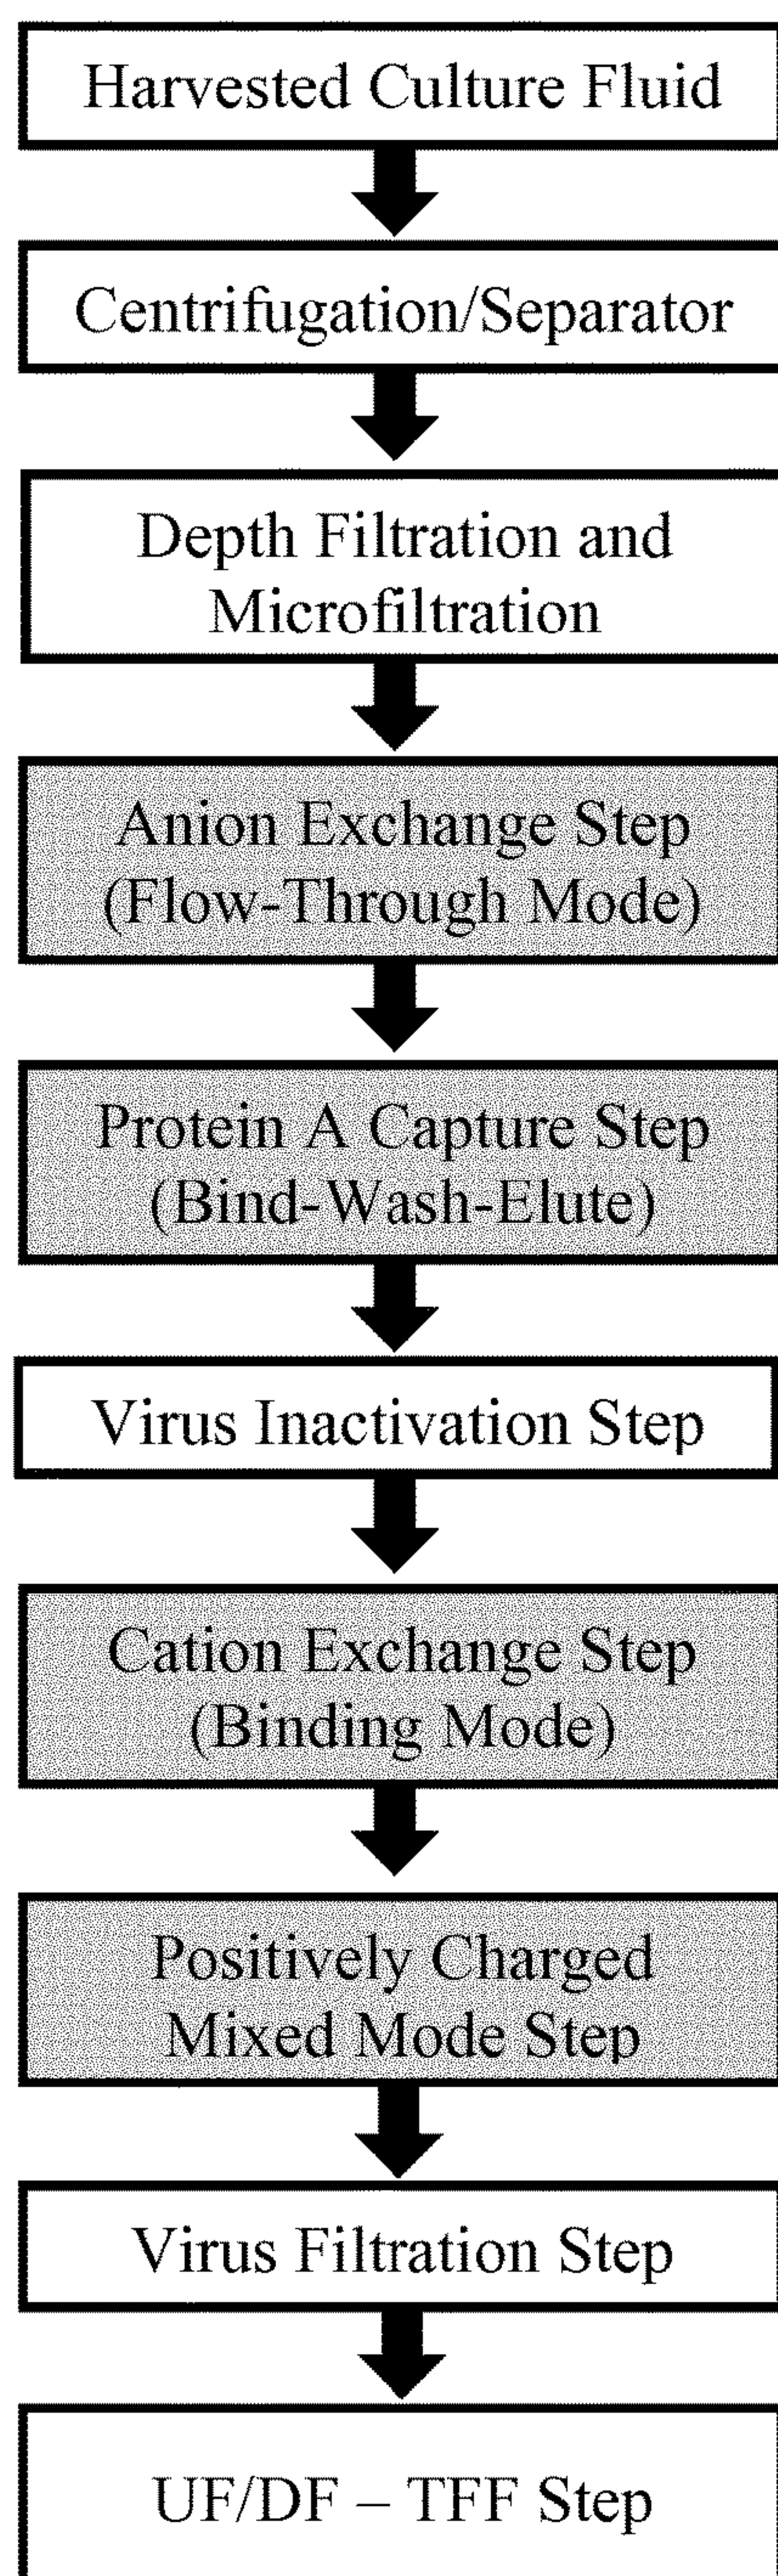 Harvested Culture Fluid
Centrifugation/Separator
Depth Filtration and
Microfiltration
Anion Exchange Step
(Flow-Through Mode)
Protein A Capture Step
(Bind-Wash-Elute)
Virus Inactivation Step
Cation Exchange Step
(Binding Mode)
Positively Charged
Mixed Mode Step
Virus Filtration Step
UF/DF – TFF Step